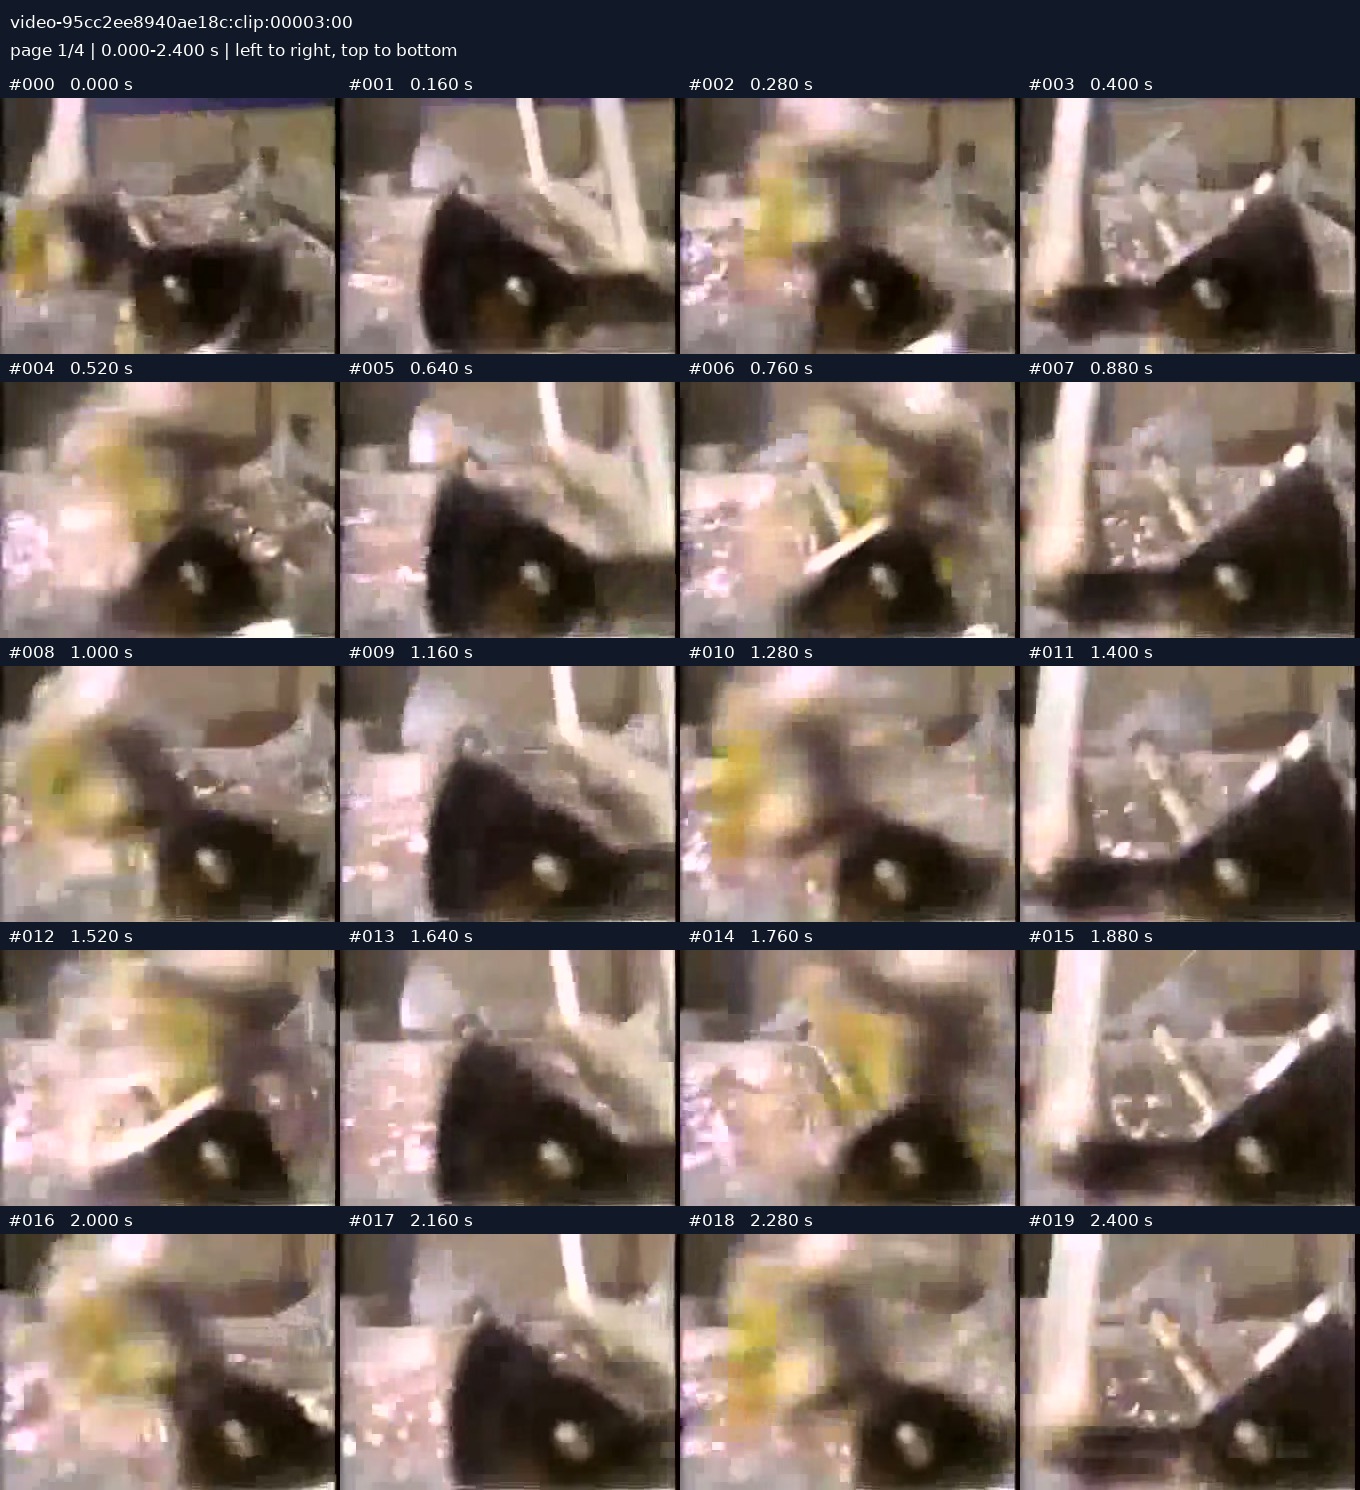 video-95cc2ee8940ae18c:clip:00003:00
page 1/4 | 0.000-2.400 s | left to right, top to bottom
#000 0.000 s
#001 0.160 s
#002 0.280 s
#003 0.400 s
#004 0.520 s
#005 0.640 s
#006 0.760 s
#007 0.880 s
#008 1.000 s
#009 1.160 s
#010 1.280 s
#011 1.400 s
#012 1.520 s
#013 1.640 s
#014 1.760 s
#015 1.880 s
#016 2.000 s
#017 2.160 s
#018 2.280 s
#019 2.400 s